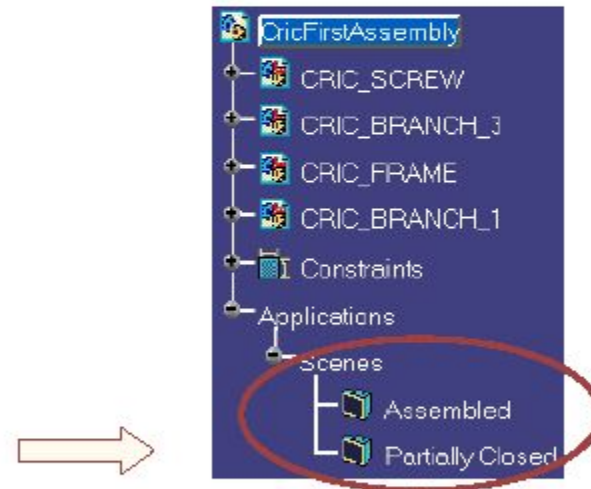 CricFirstAssembly
CRIC_SCREW
CRIC_BRANCH_3
CRIC_FRAME
CRIC_BRANCH_1
Constraints
Applications
Scenes
Assembled
Partially Closed